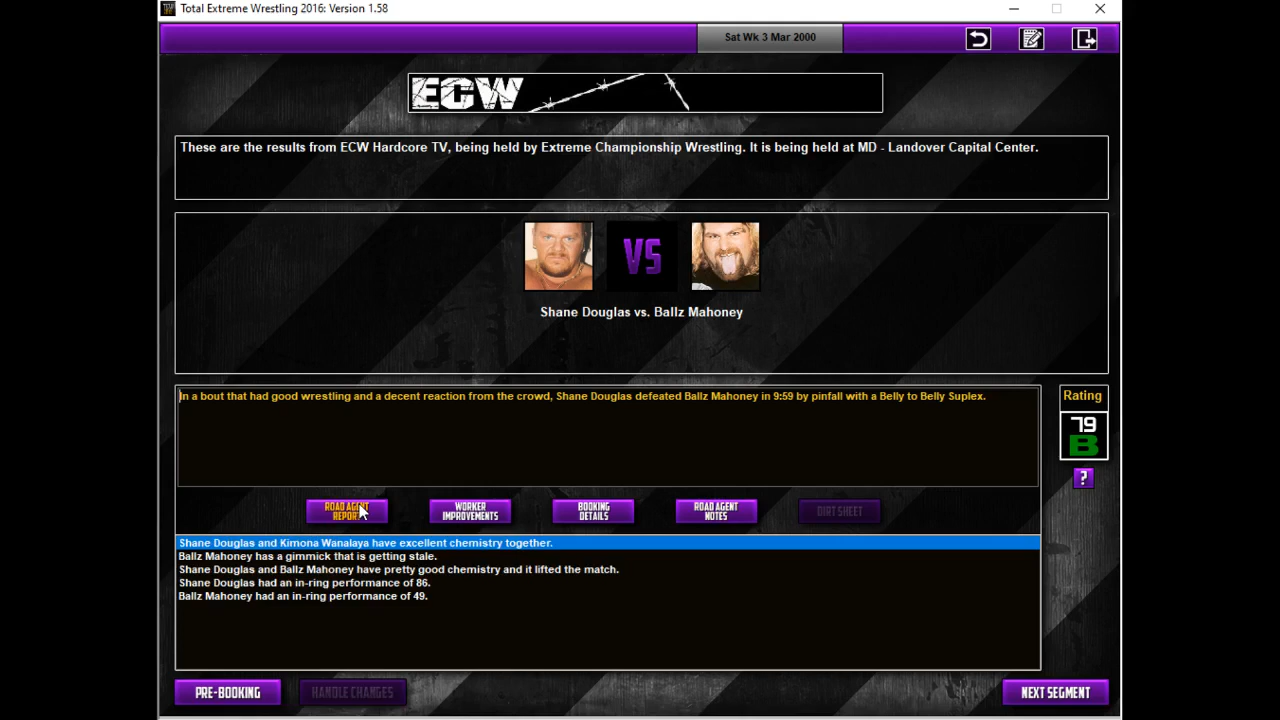 Total Extreme Wrestling 2016: Version 1.58
Sat Wk 3 Mar 2000
ECW
These are the results from ECW Hardcore TV, being held by Extreme Championship Wrestling. It is being held at MD - Landover Capital Center.
VS
Shane Douglas vs. Ballz Mahoney
In a bout that had good wrestling and a decent reaction from the crowd, Shane Douglas defeated Ballz Mahoney in 9:59 by pinfall with a Belly to Belly Suplex.
Rating
79
B
?
ROAD AGENT REPORT
WORKER IMPROVEMENTS
BOOKING DETAILS
ROAD AGENT NOTES
DIRT SHEET
Shane Douglas and Kimona Wanalaya have excellent chemistry together.
Ballz Mahoney has a gimmick that is getting stale.
Shane Douglas and Ballz Mahoney have pretty good chemistry and it lifted the match.
Shane Douglas had an in-ring performance of 86.
Ballz Mahoney had an in-ring performance of 49.
PRE-BOOKING
HANDLE CHANGES
NEXT SEGMENT